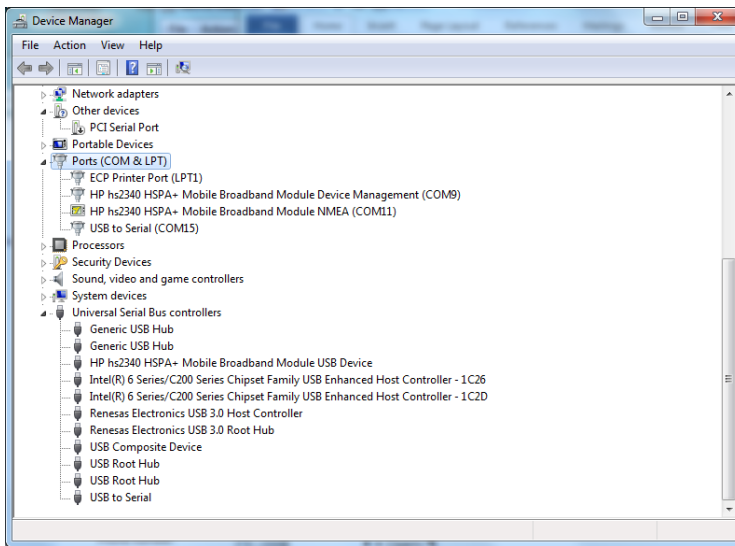 Device Manager
File Action View Help
Network adapters
Other devices
PCI Serial Port
Portable Devices
Ports (COM & LPT)
ECP Printer Port (LPT1)
HP hs2340 HSPA+ Mobile Broadband Module Device Management (COM9)
HP hs2340 HSPA+ Mobile Broadband Module NMEA (COM11)
USB to Serial (COM15)
Processors
Security Devices
Sound, video and game controllers
System devices
Universal Serial Bus controllers
Generic USB Hub
Generic USB Hub
HP hs2340 HSPA+ Mobile Broadband Module USB Device
Intel(R) 6 Series/C200 Series Chipset Family USB Enhanced Host Controller - 1C26
Intel(R) 6 Series/C200 Series Chipset Family USB Enhanced Host Controller - 1C2D
Renesas Electronics USB 3.0 Host Controller
Renesas Electronics USB 3.0 Root Hub
USB Composite Device
USB Root Hub
USB Root Hub
USB to Serial